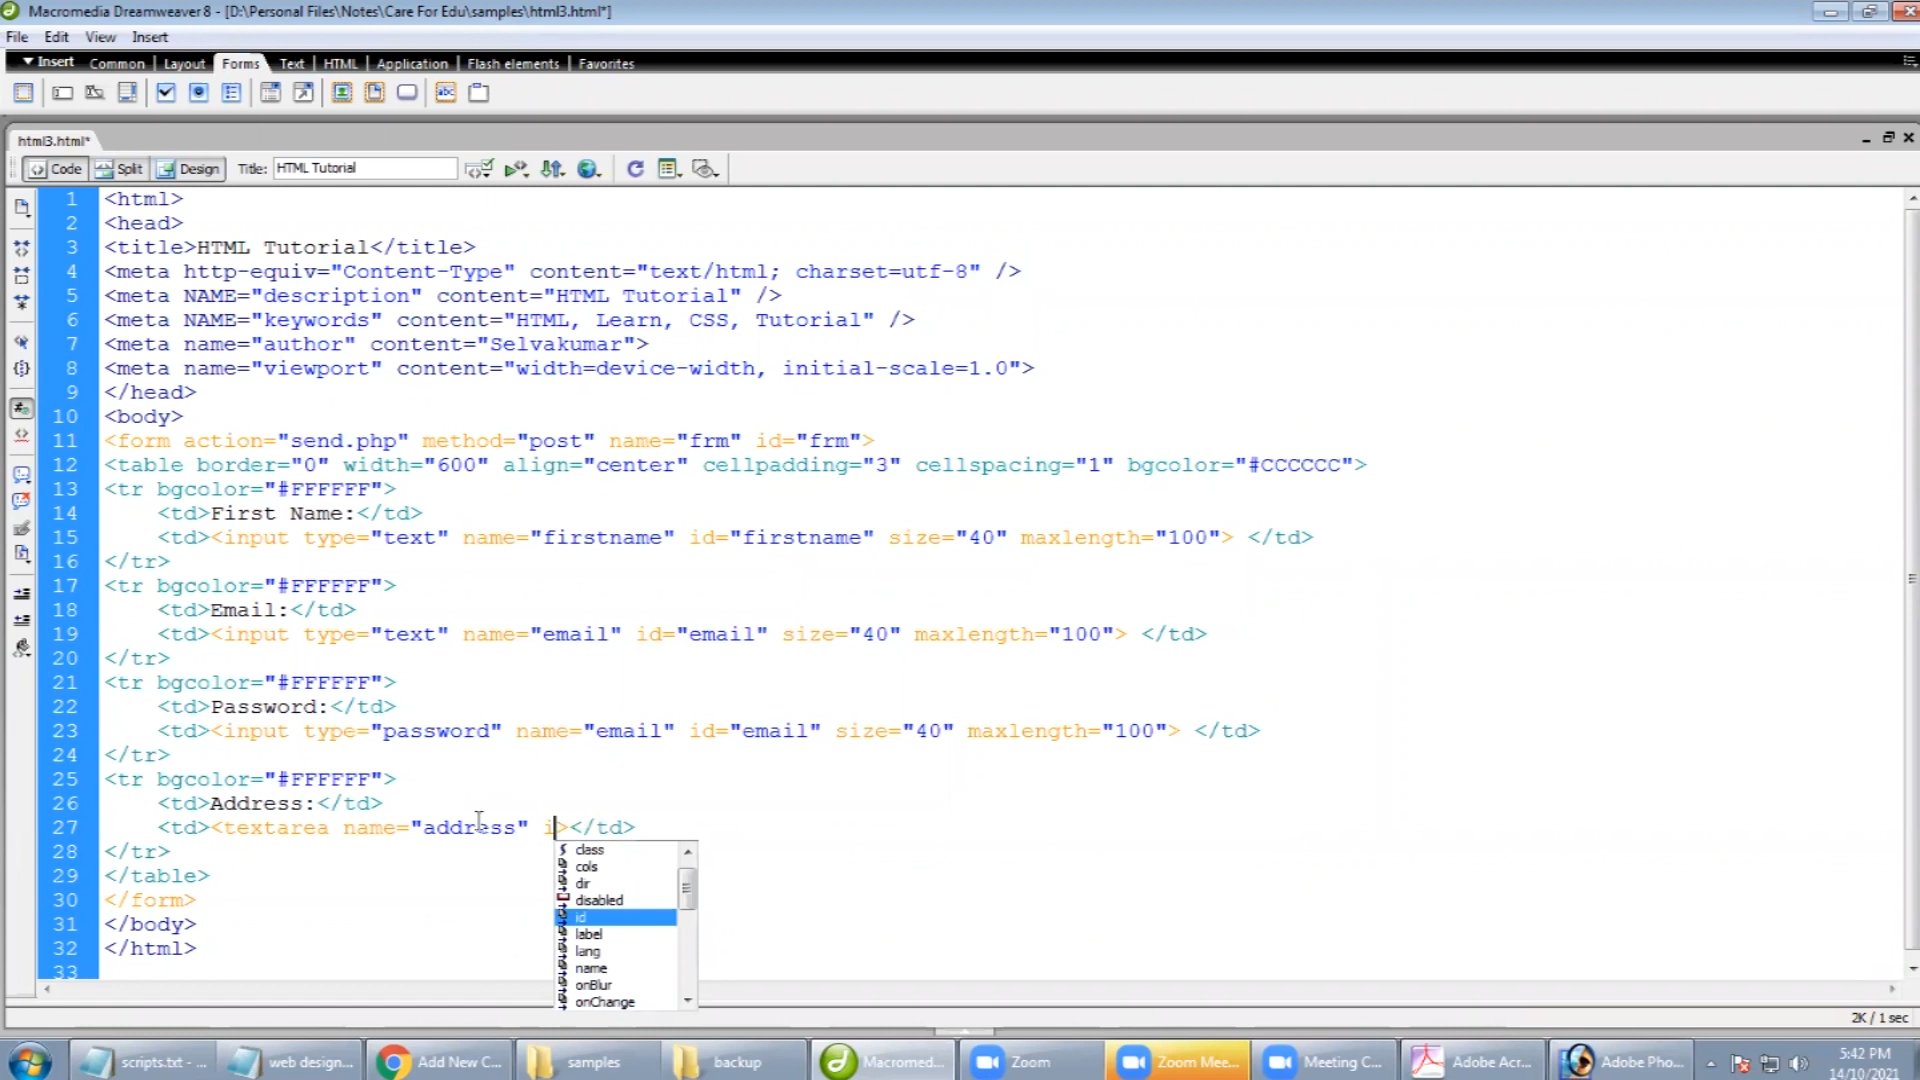 Macromedia Dreamweaver 8 - [D:\Personal Files\Notes\Care For Edu\samples\html3.html*]
File Edit View Insert
Insert Common Layout Forms Text HTML Application Flash elements Favorites
html3.html*
Code Split Design Title: HTML Tutorial
1 <html>
2 <head>
3 <title>HTML Tutorial</title>
4 <meta http-equiv="Content-Type" content="text/html; charset=utf-8" />
5 <meta NAME="description" content="HTML Tutorial" />
6 <meta NAME="keywords" content="HTML, Learn, CSS, Tutorial" />
7 <meta name="author" content="Selvakumar">
8 <meta name="viewport" content="width=device-width, initial-scale=1.0">
9 </head>
10 <body>
11 <form action="send.php" method="post" name="frm" id="frm">
12 <table border="0" width="600" align="center" cellpadding="3" cellspacing="1" bgcolor="#CCCCCC">
13 <tr bgcolor="#FFFFFF">
14 <td>First Name:</td>
15 <td><input type="text" name="firstname" id="firstname" size="40" maxlength="100"> </td>
16 </tr>
17 <tr bgcolor="#FFFFFF">
18 <td>Email:</td>
19 <td><input type="text" name="email" id="email" size="40" maxlength="100"> </td>
20 </tr>
21 <tr bgcolor="#FFFFFF">
22 <td>Password:</td>
23 <td><input type="password" name="email" id="email" size="40" maxlength="100"> </td>
24 </tr>
25 <tr bgcolor="#FFFFFF">
26 <td>Address:</td>
27 <td><textarea name="address" i></td>
28 </tr>
29 </table>
30 </form>
31 </body>
32 </html>
33
class
cols
dir
disabled
id
label
lang
name
onBlur
onChange
2K / 1 sec
scripts.txt - ... web design... Add New C... samples backup Macromed... Zoom Zoom Mee... Meeting C... Adobe Acr... Adobe Pho... 5:42 PM
14/10/2021